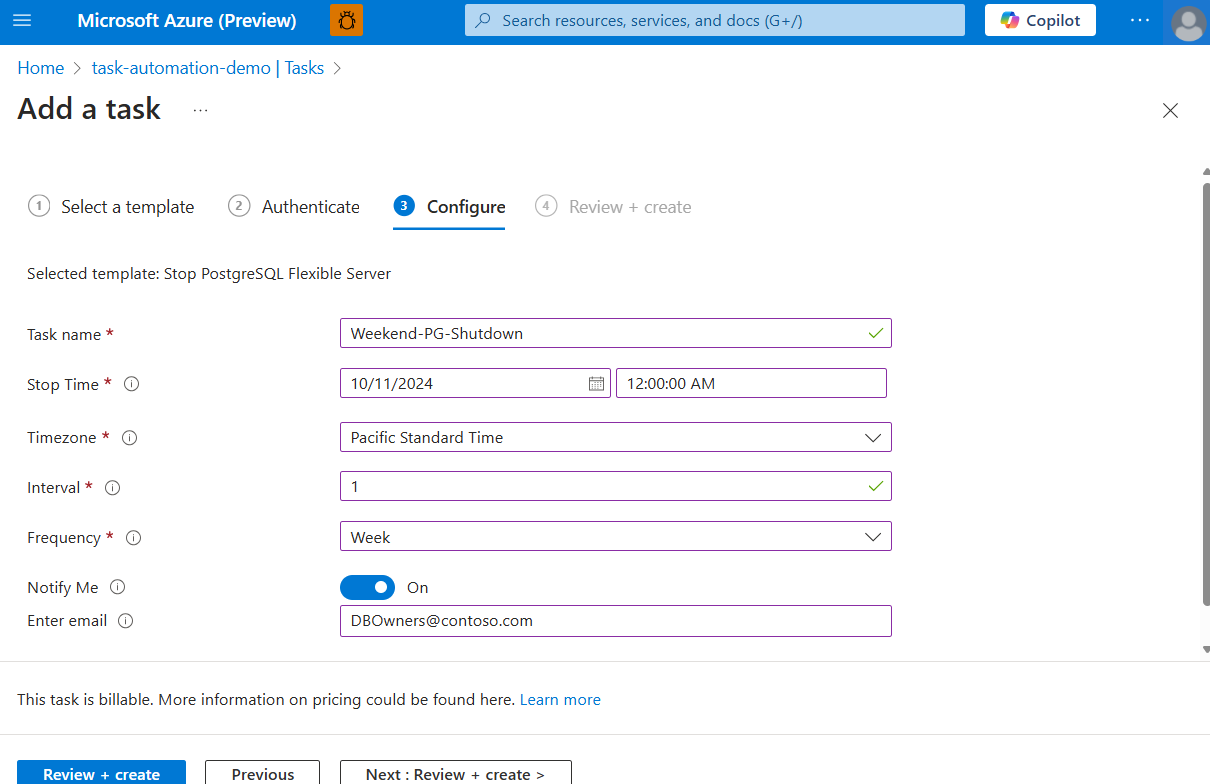 Microsoft Azure (Preview)
Search resources, services, and docs (G+/)
Copilot
...
Home > task-automation-demo | Tasks >
Add a task ...
1 Select a template 2 Authenticate 3 Configure 4 Review + create
Selected template: Stop PostgreSQL Flexible Server
Task name * Weekend-PG-Shutdown
Stop Time * 10/11/2024 12:00:00 AM
Timezone * Pacific Standard Time
Interval * 1
Frequency * Week
Notify Me On
Enter email DBOwners@contoso.com
This task is billable. More information on pricing could be found here. Learn more
Review + create Previous Next : Review + create >